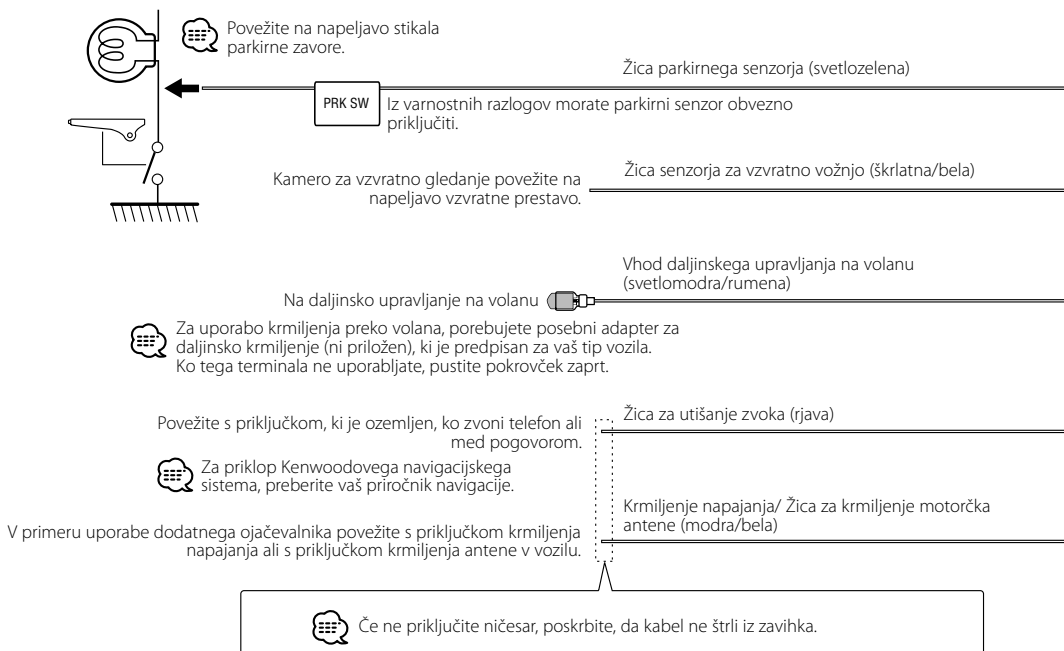 Povežite na napeljavo stikala
parkirne zavore.
Žica parkirnega senzorja (svetlozelena)
PRK SW
Iz varnostnih razlogov morate parkirni senzor obvezno
priključiti.
Žica senzorja za vzvratno vožnjo (škrlatna/bela)
Kamero za vzvratno gledanje povežite na
napeljavo vzvratne prestavo.
Vhod daljinskega upravljanja na volanu
(svetlomodra/rumena)
Na daljinsko upravljanje na volanu
Za uporabo krmiljenja preko volana, porebujete posebni adapter za
daljinsko krmiljenje (ni priložen), ki je predpisan za vaš tip vozila.
Ko tega terminala ne uporabljate, pustite pokrovček zaprt.
Žica za utišanje zvoka (rjava)
Povežite s priključkom, ki je ozemljen, ko zvoni telefon ali
med pogovorom.
Za priklop Kenwoodovega navigacijskega
sistema, preberite vaš priročnik navigacije.
Krmiljenje napajanja/ Žica za krmiljenje motorčka
antene (modra/bela)
V primeru uporabe dodatnega ojačevalnika povežite s priključkom krmiljenja
napajanja ali s priključkom krmiljenja antene v vozilu.
Če ne priključite ničesar, poskrbite, da kabel ne štrli iz zavihka.